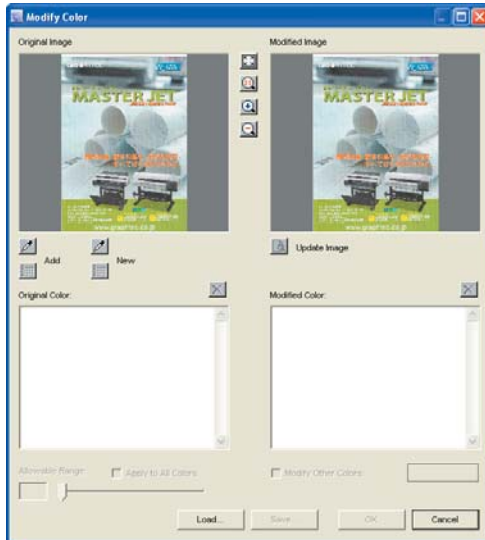 Modify Color
Original Image
Modified Image
MASTER JET
MASTER JET
www.graphtec.co.jp
www.graphtec.co.jp
Add
New
Update Image
Original Color:
Modified Color:
Allowable Range:
Apply to All Colors
Modify Other Colors:
Load...
Save
OK
Cancel